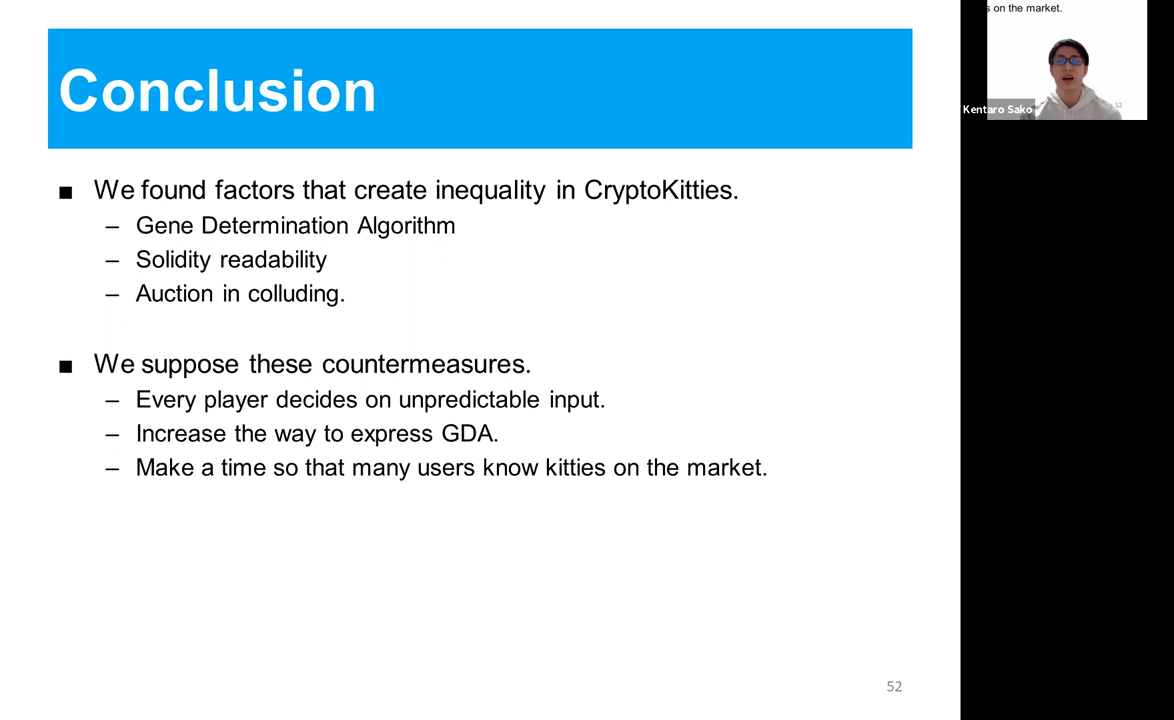 Conclusion
■ We found factors that create inequality in CryptoKitties.
– Gene Determination Algorithm
– Solidity readability
– Auction in colluding.
■ We suppose these countermeasures.
– Every player decides on unpredictable input.
– Increase the way to express GDA.
– Make a time so that many users know kitties on the market.
52
s on the market.
Kentaro Sako
52